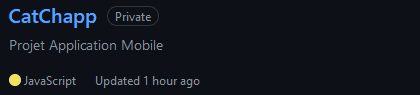 CatChapp Private
Projet Application Mobile
JavaScript Updated 1 hour ago